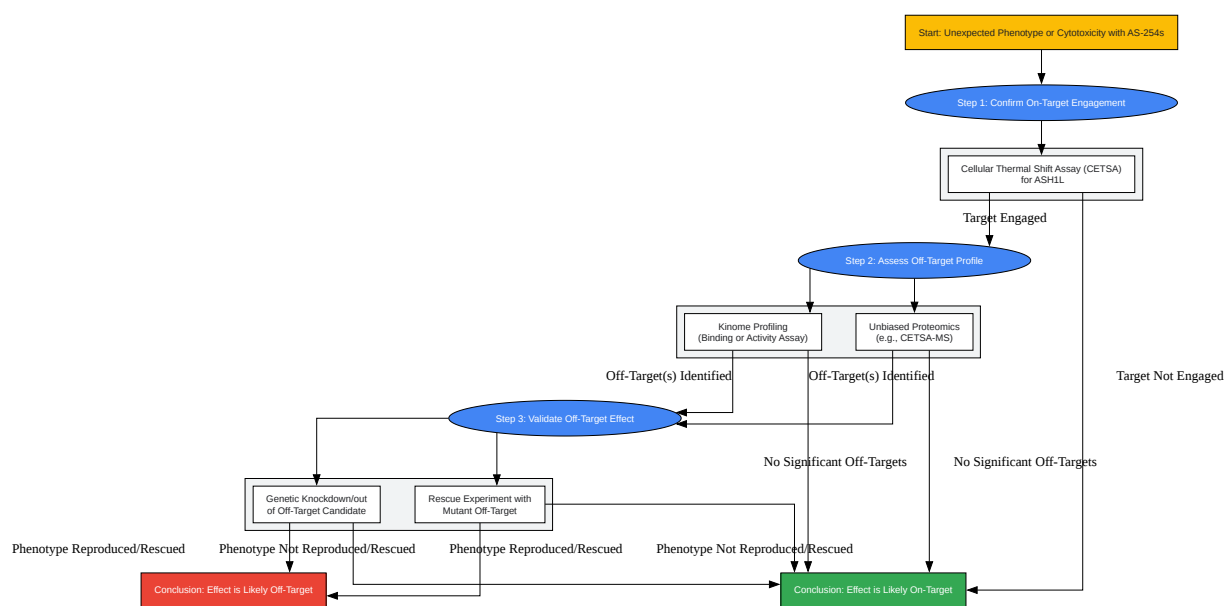 Start: Unexpected Phenotype or Cytotoxicity with AS-254s
Step 1: Confirm On-Target Engagement
Cellular Thermal Shift Assay (CETSA)
for ASH1L
Target Engaged
Step 2: Assess Off-Target Profile
Kinome Profiling
(Binding or Activity Assay)
Unbiased Proteomics
(e.g., CETSA-MS)
Off-Target(s) Identified
Off-Target(s) Identified
Target Not Engaged
Step 3: Validate Off-Target Effect
No Significant Off-Targets
No Significant Off-Targets
Genetic Knockdown/out
of Off-Target Candidate
Rescue Experiment with
Mutant Off-Target
Phenotype Reproduced/Rescued
Phenotype Not Reproduced/Rescued
Phenotype Reproduced/Rescued
Phenotype Not Reproduced/Rescued
Conclusion: Effect is Likely Off-Target
Conclusion: Effect is Likely On-Target